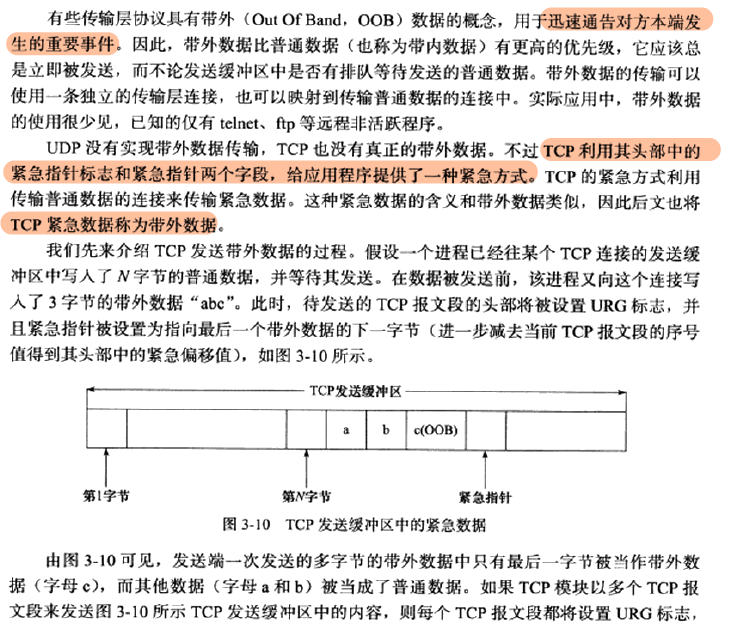 有些传输层协议具有带外（Out Of Band，OOB）数据的概念，用于迅速通告对方本端发
生的重要事件。因此，带外数据比普通数据（也称为带内数据）有更高的优先级，它应该总
是立即被发送，而不论发送缓冲区中是否有排队等待发送的普通数据。带外数据的传输可以
使用一条独立的传输层连接，也可以映射到传输普通数据的连接中。实际应用中，带外数据
的使用很少见，已知的仅有 telnet、ftp 等远程非活跃程序。
UDP 没有实现带外数据传输，TCP 也没有真正的带外数据。不过 TCP 利用其头部中的
紧急指针标志和紧急指针两个字段，给应用程序提供了一种紧急方式。TCP 的紧急方式利用
传输普通数据的连接来传输紧急数据。这种紧急数据的含义和带外数据类似，因此后文也将
TCP 紧急数据称为带外数据。
我们先来介绍 TCP 发送带外数据的过程。假设一个进程已经往某个 TCP 连接的发送缓
冲区中写入了 N 字节的普通数据，并等待其发送。在数据被发送前，该进程又向这个连接写
入了 3 字节的带外数据“abc”。此时，待发送的 TCP 报文段的头部将被设置 URG 标志，并
且紧急指针被设置为指向最后一个带外数据的下一字节（进一步减去当前 TCP 报文段的序号
值得到其头部中的紧急偏移值），如图 3-10 所示。
TCP发送缓冲区
a b c(OOB)
第1字节 第N字节 紧急指针
图 3-10 TCP 发送缓冲区中的紧急数据
由图 3-10 可见，发送端一次发送的多字节的带外数据中只有最后一字节被当作带外数
据（字母 c），而其他数据（字母 a 和 b）被当成了普通数据。如果 TCP 模块以多个 TCP 报
文段来发送图 3-10 所示 TCP 发送缓冲区中的内容，则每个 TCP 报文段都将设置 URG 标志，